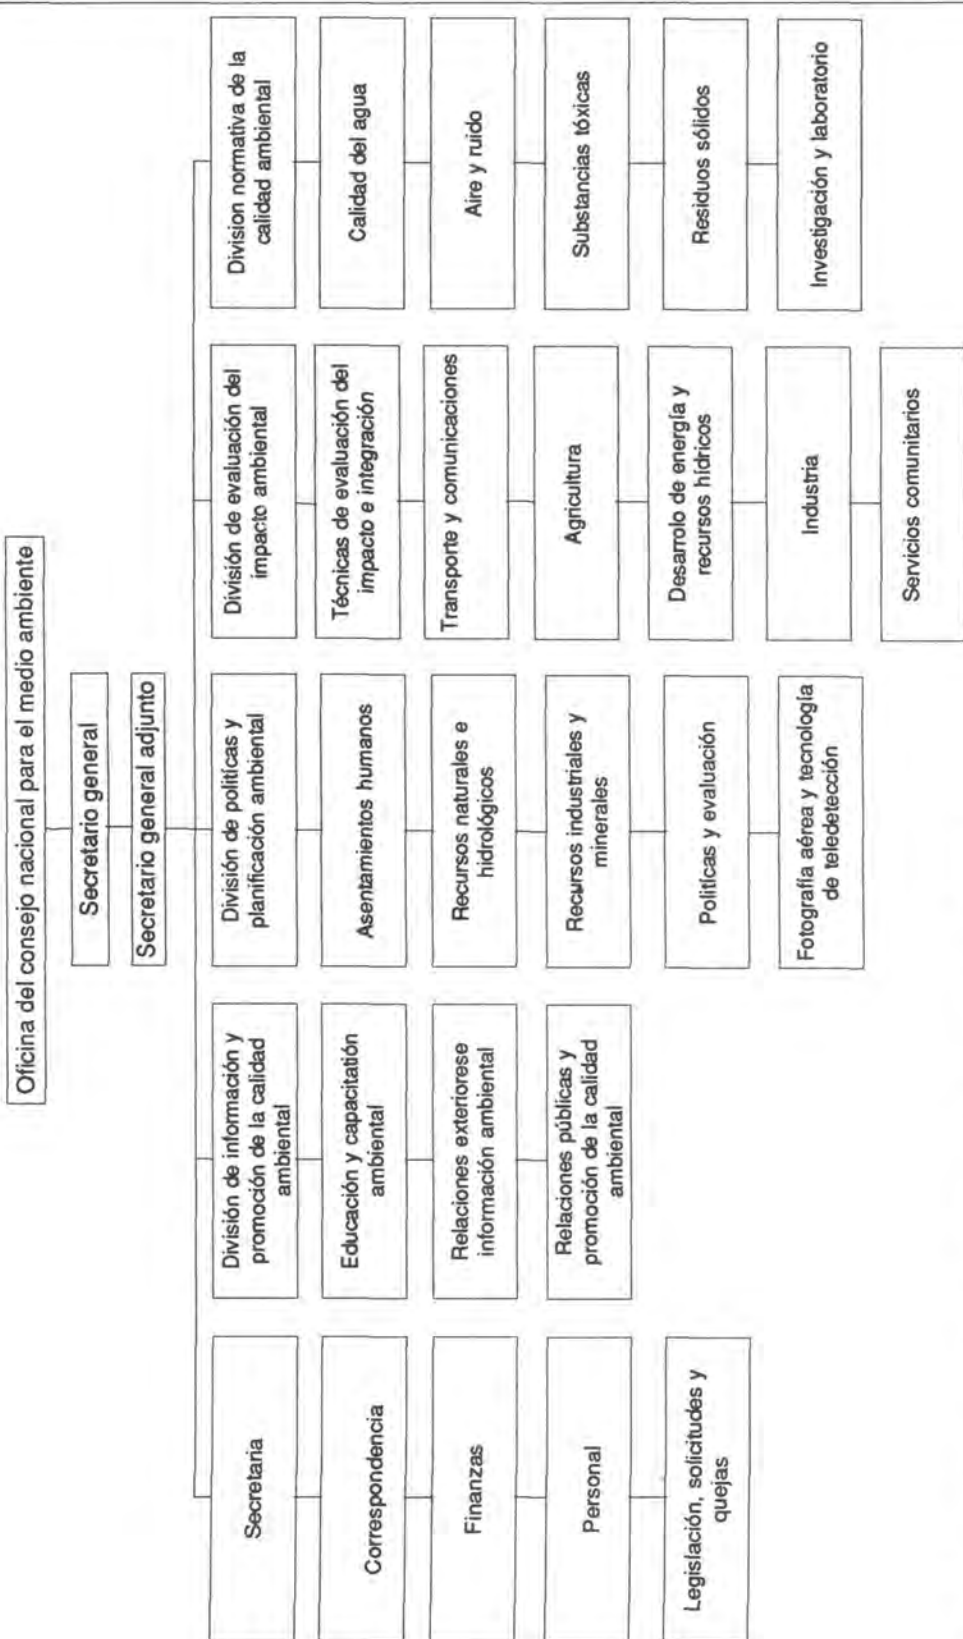 Oficina del consejo nacional para el medio ambiente
Secretario general
Secretario general adjunto
Secretaria
Correspondencia
Finanzas
Personal
Legislación, solicitudes y
quejas
División de información y
promoción de la calidad
ambiental
Educación y capacitatión
ambiental
Relaciones exteriorese
información ambiental
Relaciones públicas y
promoción de la calidad
ambiental
División de políticas y
planificación ambiental
Asentamientos humanos
Recursos naturales e
hidrológicos
Recursos industriales y
minerales
Políticas y evaluación
Fotografía aérea y tecnología
de teledetección
División de evaluación del
impacto ambiental
Técnicas de evaluación del
impacto e integración
Transporte y comunicaciones
Agricultura
Desarrolo de energía y
recursos hídricos
Industria
Servicios comunitarios
Division normativa de la
calidad ambiental
Calidad del agua
Aire y ruido
Substancias tóxicas
Residuos sólidos
Investigación y laboratorio